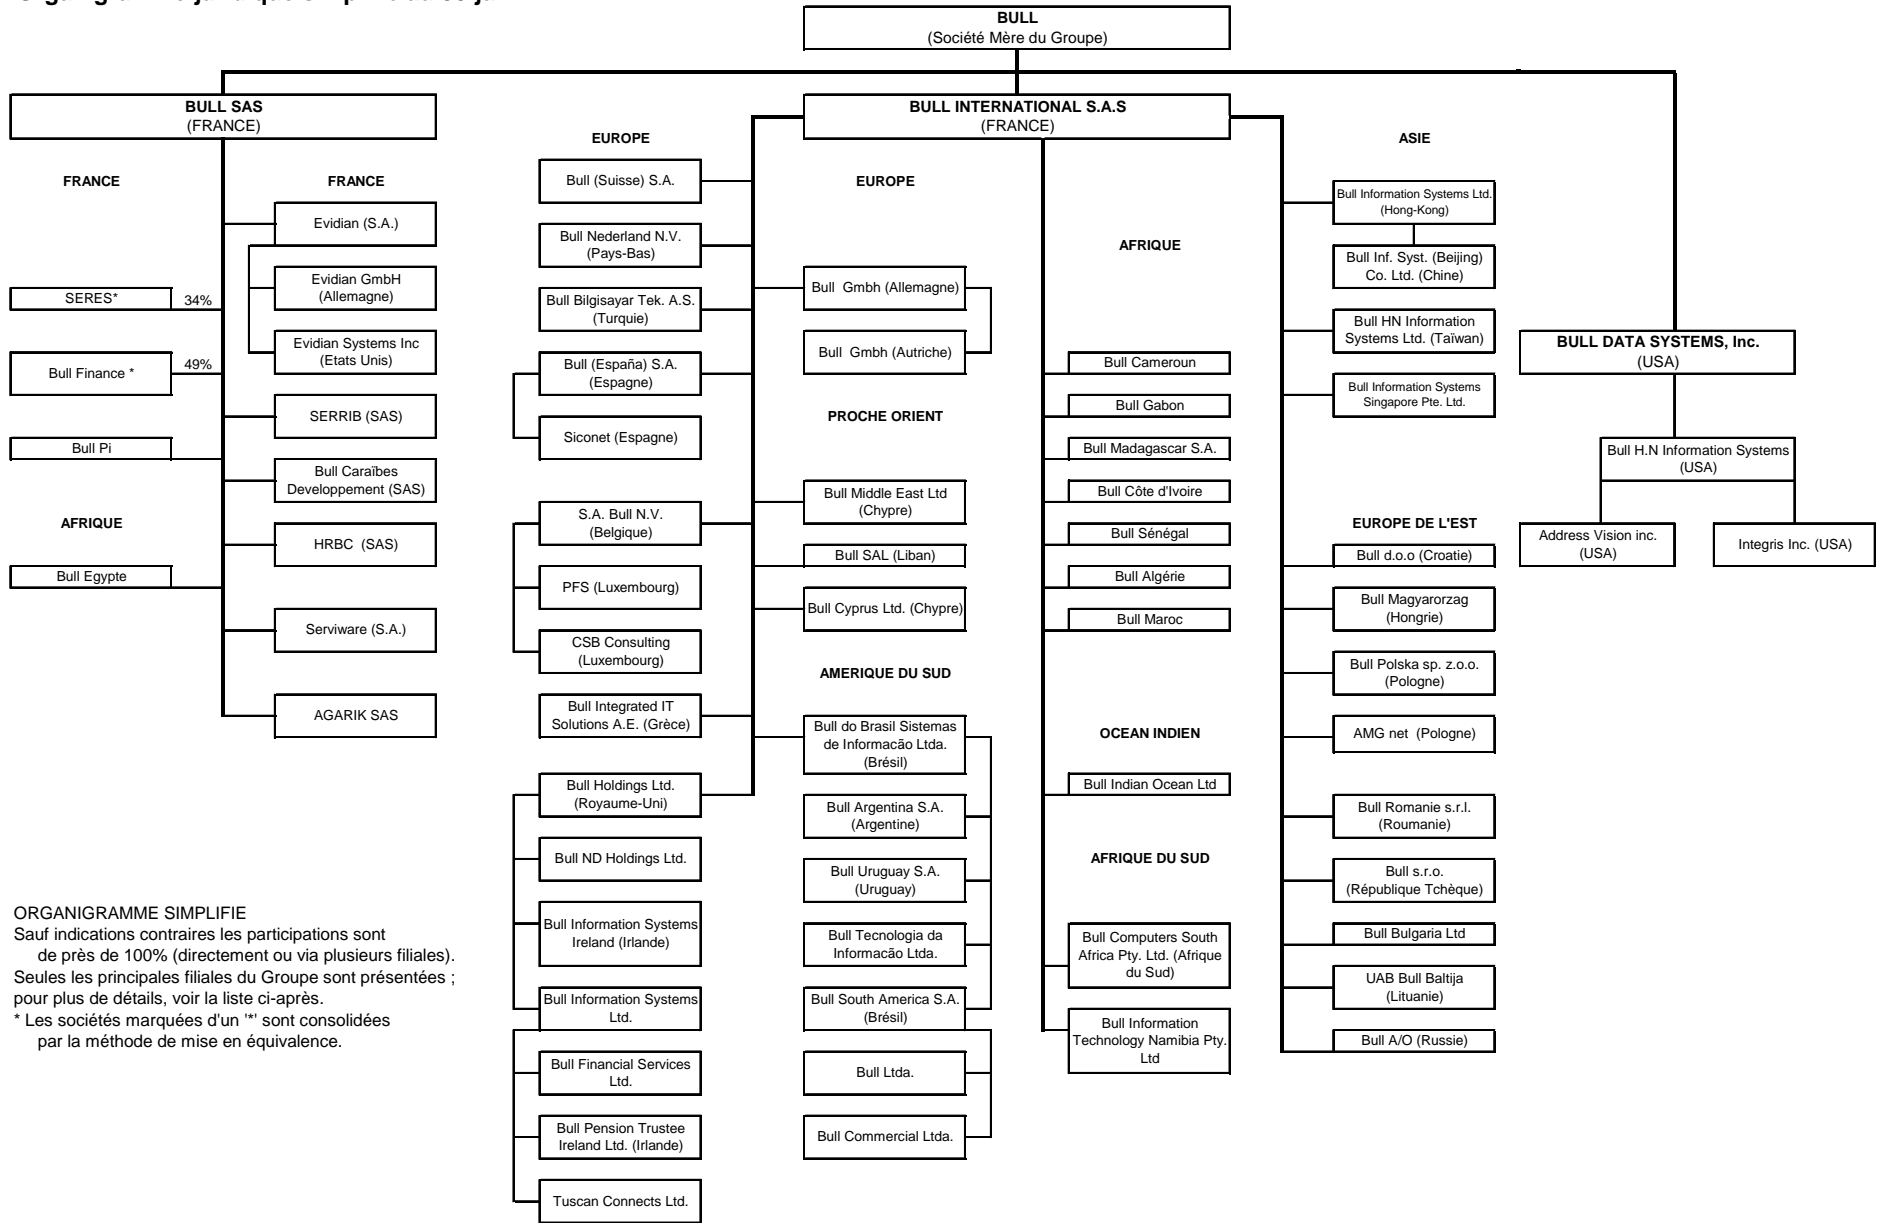 BULL
(Société Mère du Groupe)
BULL SAS
(FRANCE)
FRANCE
SERES*
34%
Bull Finance *
49%
Bull Pi
AFRIQUE
Bull Egypte
FRANCE
Evidian (S.A.)
Evidian GmbH
(Allemagne)
Evidian Systems Inc
(Etats Unis)
SERRIB (SAS)
Bull Caraïbes
Developpement (SAS)
HRBC (SAS)
Serviware (S.A.)
AGARIK SAS
BULL INTERNATIONAL S.A.S
(FRANCE)
EUROPE
Bull (Suisse) S.A.
Bull Nederland N.V.
(Pays-Bas)
Bull Bilgisayar Tek. A.S.
(Turquie)
Bull (España) S.A.
(Espagne)
Siconet (Espagne)
S.A. Bull N.V.
(Belgique)
PFS (Luxembourg)
CSB Consulting
(Luxembourg)
Bull Integrated IT
Solutions A.E. (Grèce)
Bull Holdings Ltd.
(Royaume-Uni)
Bull ND Holdings Ltd.
Bull Information Systems
Ireland (Irlande)
Bull Information Systems
Ltd.
Bull Financial Services
Ltd.
Bull Pension Trustee
Ireland Ltd. (Irlande)
Tuscan Connects Ltd.
EUROPE
Bull Gmbh (Allemagne)
Bull Gmbh (Autriche)
PROCHE ORIENT
Bull Middle East Ltd
(Chypre)
Bull SAL (Liban)
Bull Cyprus Ltd. (Chypre)
AMERIQUE DU SUD
Bull do Brasil Sistemas
de Informacão Ltda.
(Brésil)
Bull Argentina S.A.
(Argentine)
Bull Uruguay S.A.
(Uruguay)
Bull Tecnologia da
Informacão Ltda.
Bull South America S.A.
(Brésil)
Bull Ltda.
Bull Commercial Ltda.
AFRIQUE
Bull Cameroun
Bull Gabon
Bull Madagascar S.A.
Bull Côte d'Ivoire
Bull Sénégal
Bull Algérie
Bull Maroc
OCEAN INDIEN
Bull Indian Ocean Ltd
AFRIQUE DU SUD
Bull Computers South
Africa Pty. Ltd. (Afrique
du Sud)
Bull Information
Technology Namibia Pty.
Ltd
ASIE
Bull Information Systems Ltd.
(Hong-Kong)
Bull Inf. Syst. (Beijing)
Co. Ltd. (Chine)
Bull HN Information
Systems Ltd. (Taïwan)
Bull Information Systems
Singapore Pte. Ltd.
EUROPE DE L'EST
Bull d.o.o (Croatie)
Bull Magyarorzag
(Hongrie)
Bull Polska sp. z.o.o.
(Pologne)
AMG net (Pologne)
Bull Romanie s.r.l.
(Roumanie)
Bull s.r.o.
(République Tchèque)
Bull Bulgaria Ltd
UAB Bull Baltija
(Lituanie)
Bull A/O (Russie)
BULL DATA SYSTEMS, Inc.
(USA)
Bull H.N Information Systems
(USA)
Address Vision inc.
(USA)
Integris Inc. (USA)
ORGANIGRAMME SIMPLIFIE
Sauf indications contraires les participations sont
de près de 100% (directement ou via plusieurs filiales).
Seules les principales filiales du Groupe sont présentées ;
pour plus de détails, voir la liste ci-après.
* Les sociétés marquées d'un '*' sont consolidées
par la méthode de mise en équivalence.